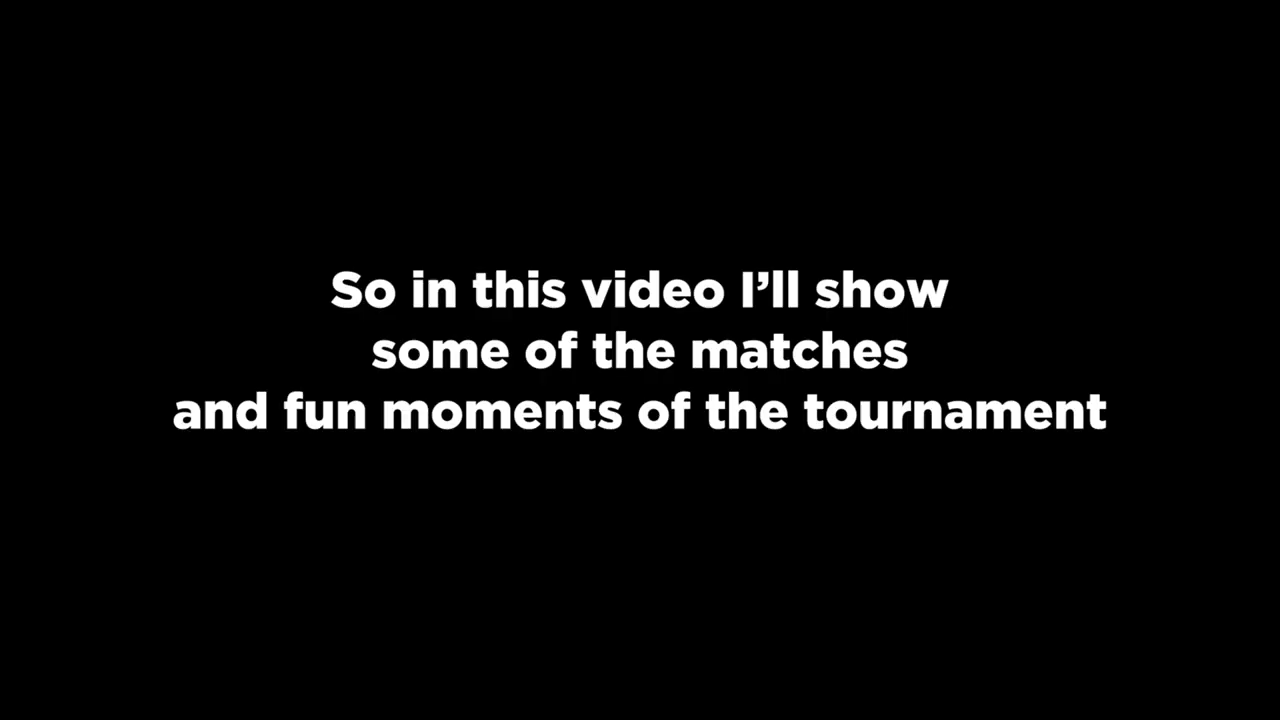 So in this video I’ll show
some of the matches
and fun moments of the tournament